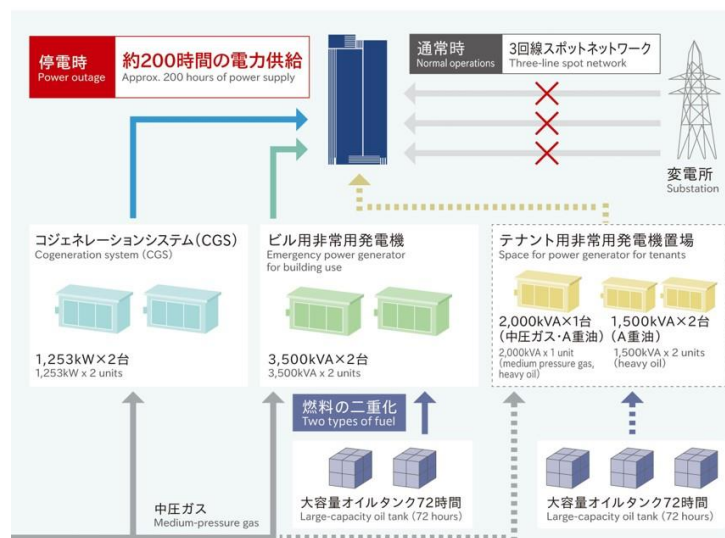 停電時
Power outage
約200時間の電力供給
Approx. 200 hours of power supply
通常時
Normal operations
3回線スポットネットワーク
Three-line spot network
変電所
Substation
コジェネレーションシステム(CGS)
Cogeneration system (CGS)
1,253kW×2台
1,253kW x 2 units
ビル用非常用発電機
Emergency power generator
for building use
3,500kVA×2台
3,500kVA x 2 units
テナント用非常用発電機置場
Space for power generator for tenants
2,000kVA×1台
(中圧ガス・A重油)
2,000kVA x 1 unit
(medium pressure gas,
heavy oil)
1,500kVA×2台
(A重油)
1,500kVA x 2 units
(heavy oil)
燃料の二重化
Two types of fuel
中圧ガス
Medium-pressure gas
大容量オイルタンク72時間
Large-capacity oil tank (72 hours)
大容量オイルタンク72時間
Large-capacity oil tank (72 hours)